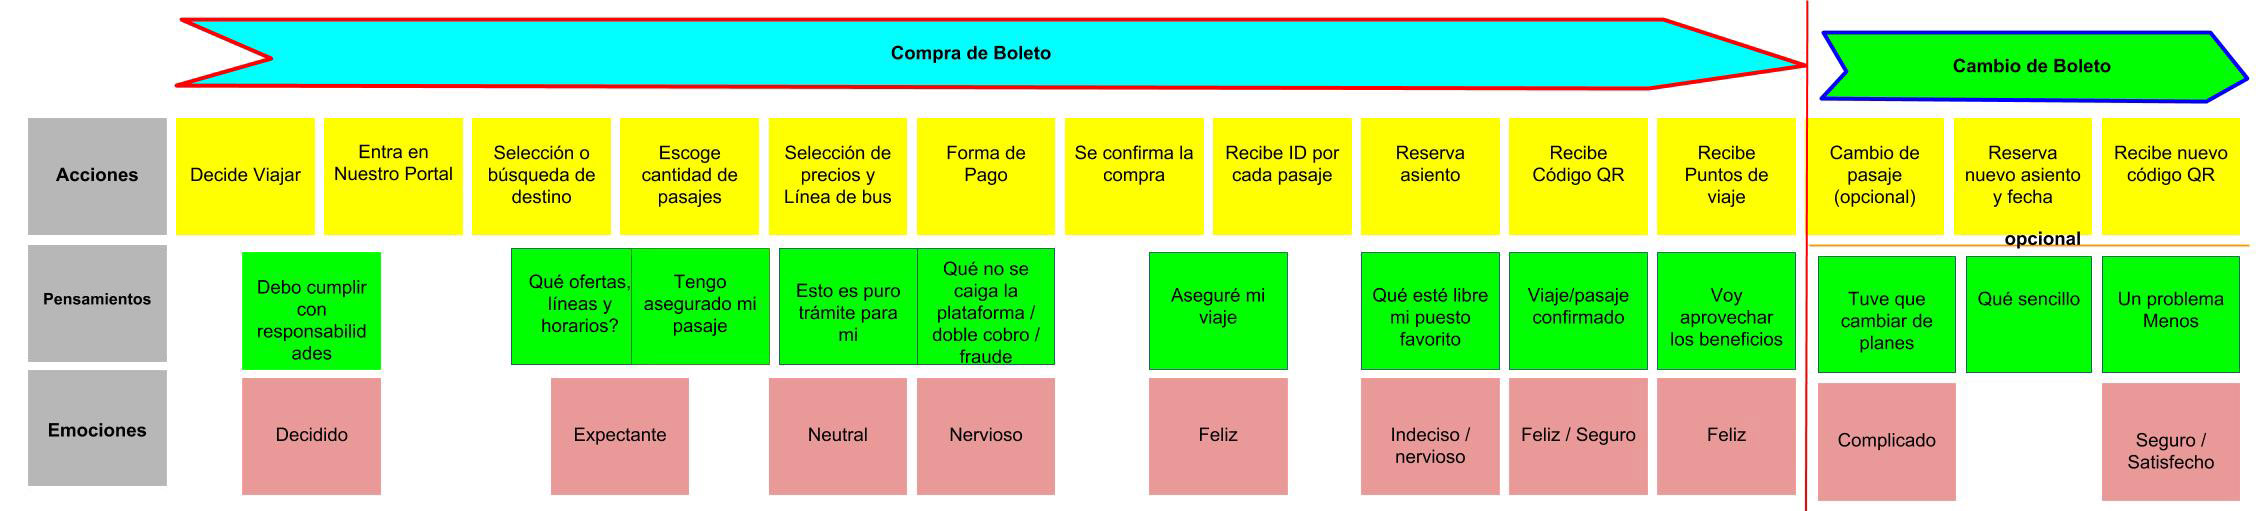 Compra de Boleto
Cambio de Boleto
Acciones
Decide Viajar
Entra en
Nuestro Portal
Selección o
búsqueda de
destino
Escoge
cantidad de
pasajes
Selección de
precios y
Línea de bus
Forma de
Pago
Se confirma la
compra
Recibe ID por
cada pasaje
Reserva
asiento
Recibe
Código QR
Recibe
Puntos de
viaje
Cambio de
pasaje
(opcional)
Reserva
nuevo asiento
y fecha
Recibe nuevo
código QR
opcional
Pensamientos
Debo cumplir
con
responsabilid
ades
Qué ofertas,
líneas y
horarios?
Tengo
asegurado mi
pasaje
Esto es puro
trámite para
mi
Qué no se
caiga la
plataforma /
doble cobro /
fraude
Aseguré mi
viaje
Qué esté libre
mi puesto
favorito
Viaje/pasaje
confirmado
Voy
aprovechar
los beneficios
Tuve que
cambiar de
planes
Qué sencillo
Un problema
Menos
Emociones
Decidido
Expectante
Neutral
Nervioso
Feliz
Indeciso /
nervioso
Feliz / Seguro
Feliz
Complicado
Seguro /
Satisfecho